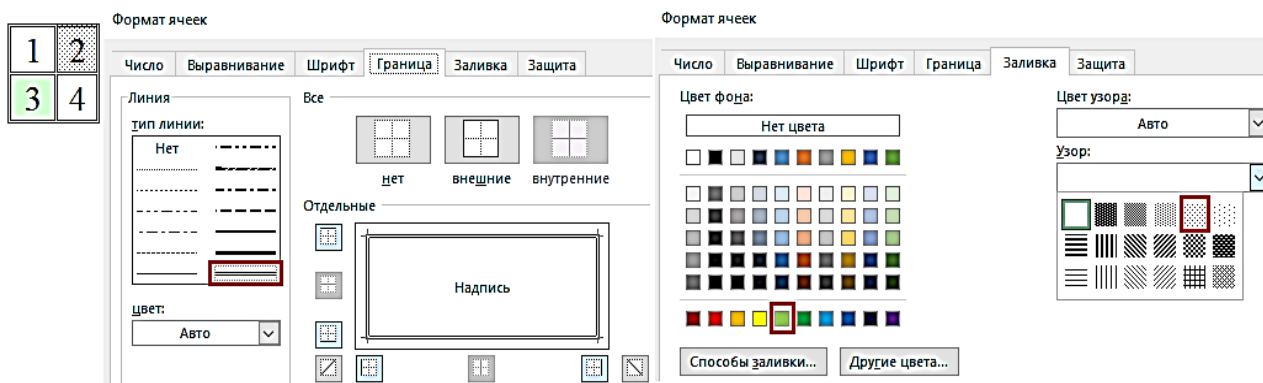 1 2
3 4
Формат ячеек
Число Выравнивание Шрифт Граница Заливка Защита
Линия
тип линии:
Нет
цвет:
Авто
Все
нет внешние внутренние
Отдельные
Надпись
Формат ячеек
Число Выравнивание Шрифт Граница Заливка Защита
Цвет фона:
Нет цвета
Способы заливки... Другие цвета...
Цвет узора:
Авто
Узор: